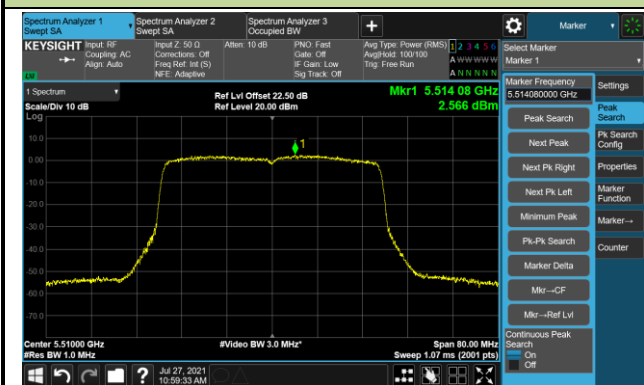 Spectrum Analyzer 1
Swept SA
Spectrum Analyzer 2
Swept SA
Spectrum Analyzer 3
Occupied BW
+
Marker
KEYSIGHT
Input: RF
Coupling: AC
Align: Auto
Input Z: 50 Ω
Corrections: Off
Freq Ref: Int (S)
NFE: Adaptive
Atten: 10 dB
PNO: Fast
Gate: Off
IF Gain: Low
Sig Track: Off
Avg Type: Power (RMS)
Avg|Hold: 100/100
Trig: Free Run
1 2 3 4 5 6
A W W W W W
A N N N N N
Select Marker
Marker 1
1 Spectrum
Scale/Div 10 dB
Log
Ref Lvl Offset 22.50 dB
Ref Level 20.00 dBm
Mkr1 5.514 08 GHz
2.566 dBm
1
10.0
0.00
-10.0
-20.0
-30.0
-40.0
-50.0
-60.0
-70.0
Center 5.51000 GHz
#Res BW 1.0 MHz
#Video BW 3.0 MHz*
Span 80.00 MHz
Sweep 1.07 ms (2001 pts)
Marker Frequency
5.514080000 GHz
Peak Search
Next Peak
Next Pk Right
Next Pk Left
Minimum Peak
Pk-Pk Search
Marker Delta
Mkr→CF
Mkr→Ref Lvl
Continuous Peak
Search
On
Off
Settings
Peak
Search
Pk Search
Config
Properties
Marker
Function
Marker→
Counter
?
Jul 27, 2021
10:59:33 AM